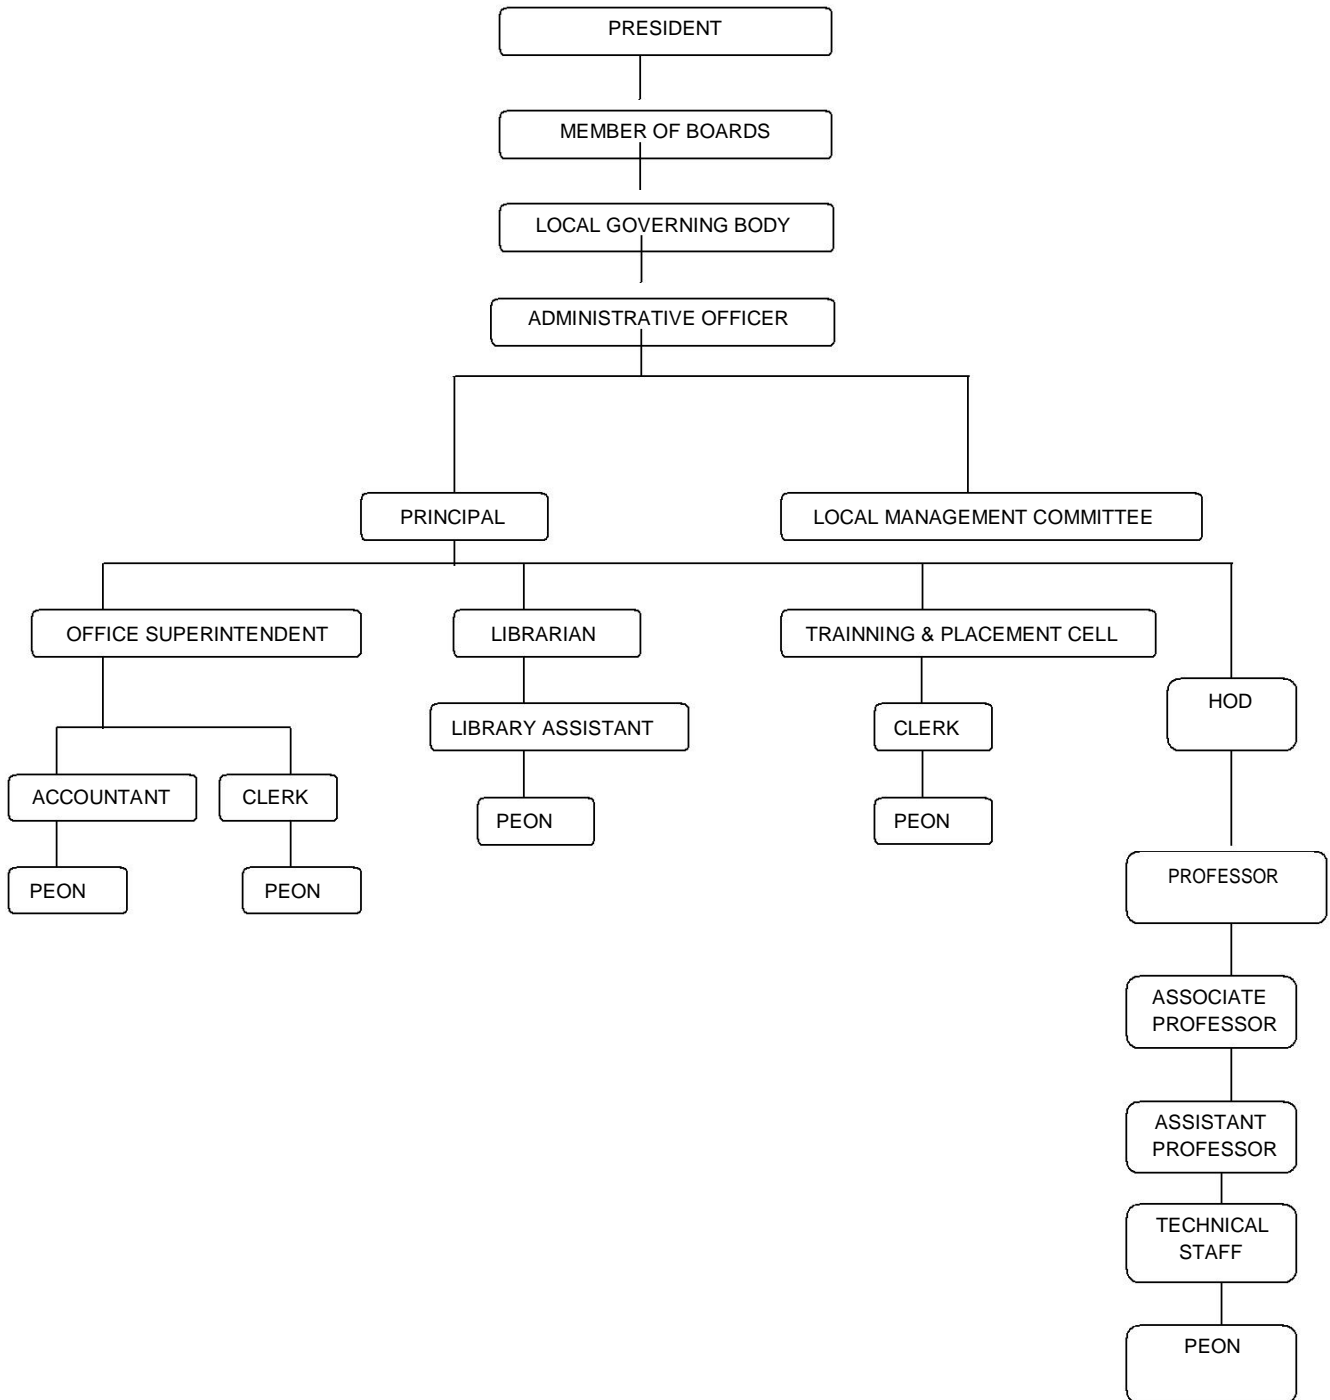 PRESIDENT
MEMBER OF BOARDS
LOCAL GOVERNING BODY
ADMINISTRATIVE OFFICER
PRINCIPAL
LOCAL MANAGEMENT COMMITTEE
OFFICE SUPERINTENDENT
LIBRARIAN
TRAINNING & PLACEMENT CELL
HOD
LIBRARY ASSISTANT
CLERK
ACCOUNTANT
CLERK
PEON
PEON
PEON
PEON
PROFESSOR
ASSOCIATE
PROFESSOR
ASSISTANT
PROFESSOR
TECHNICAL
STAFF
PEON